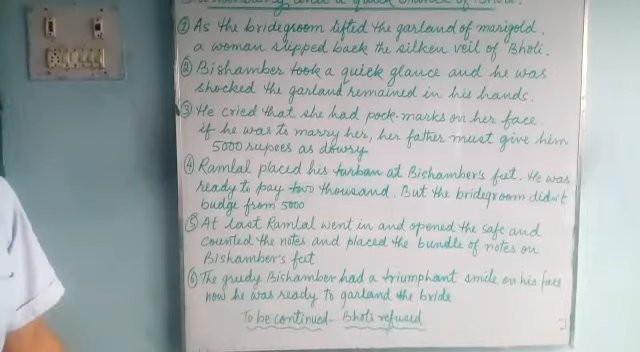 ① As the bridegroom lifted the garland of marigold,
a woman slipped back the silken veil of Bholi.
② Bishamber took a quick glance and he was
shocked the garland remained in his hands.
③ He cried that she had pock-marks on her face.
if he was to marry her, her father must give him
5000 rupees as dowry
④ Ramlal placed his turban at Bishamber's feet. He was
ready to pay two thousand. But the bridegroom didn't
budge from 5000
⑤ At last Ramlal went in and opened the safe and
counted the notes and placed the bundle of notes on
Bishamber's feet
⑥ The greedy Bishamber had a triumphant smile on his face
now he was ready to garland the bride
To be continued - Bholi refused